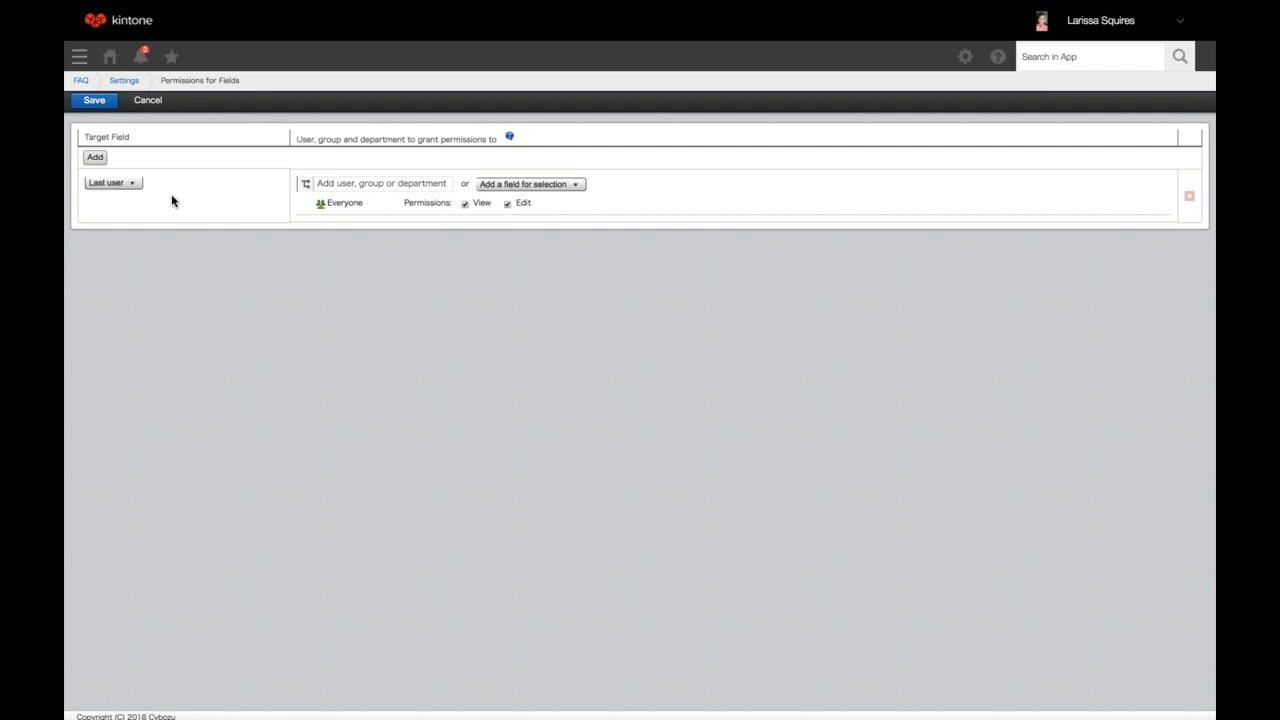 kintone
Larissa Squires
3
Search in App
FAQ Settings Permissions for Fields
Save Cancel
Target Field User, group and department to grant permissions to ?
Add
Last user Add user, group or department or Add a field for selection
Everyone Permissions: View Edit
Copyright (C) 2018 Cybozu